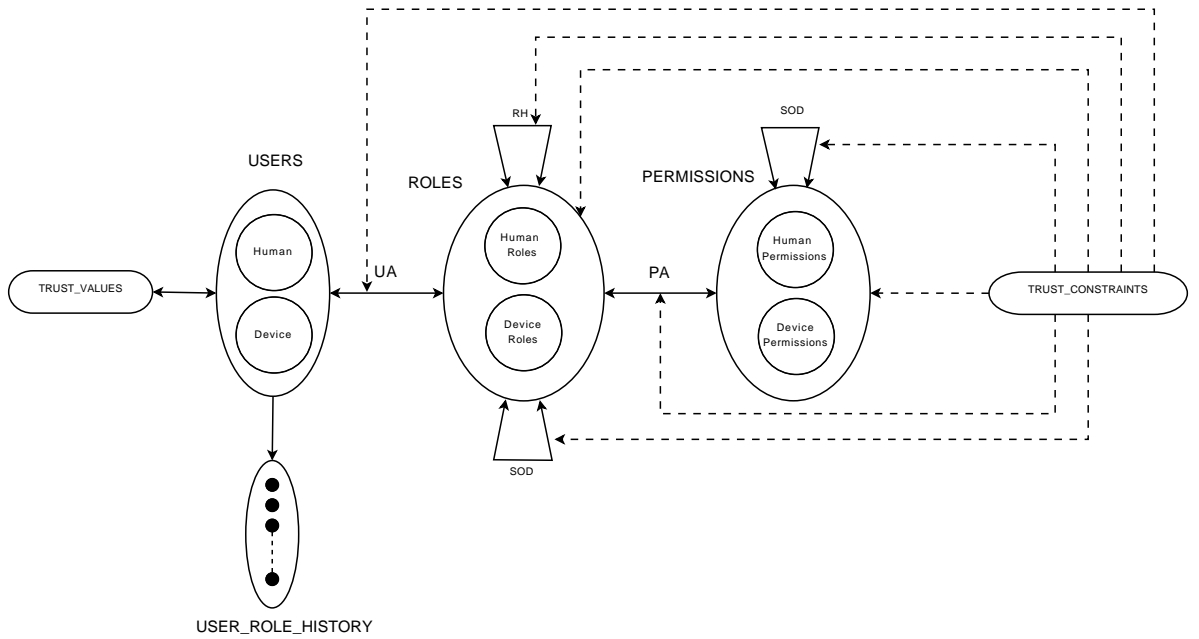 RH
SOD
USERS
ROLES
PERMISSIONS
Human
Human
Roles
Human
Permissions
UA
PA
TRUST_VALUES
TRUST_CONSTRAINTS
Device
Device
Roles
Device
Permissions
SOD
USER_ROLE_HISTORY